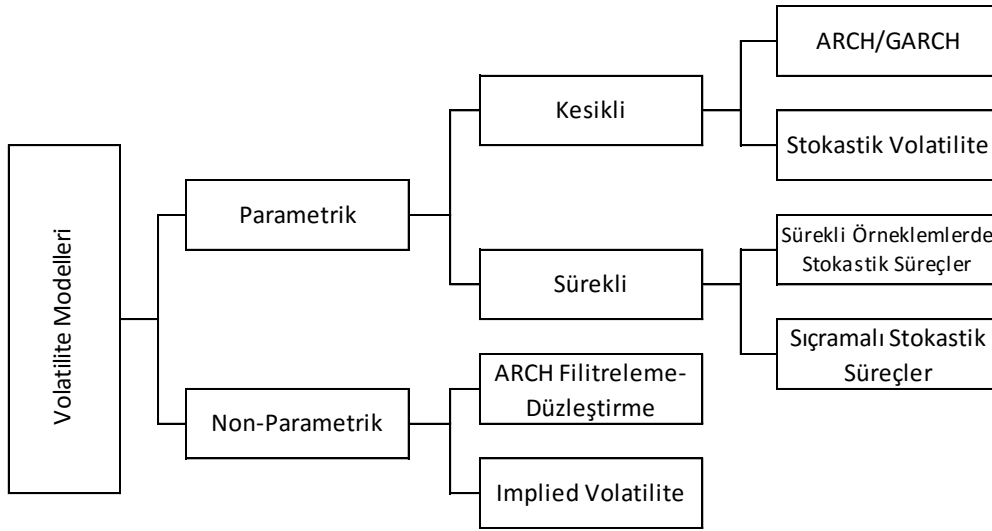 Volatilite Modelleri
Parametrik
Kesikli
ARCH/GARCH
Stokastik Volatilite
Sürekli
Sürekli Örneklemlerde
Stokastik Süreçler
Sıçramalı Stokastik
Süreçler
Non-Parametrik
ARCH Filitreleme-
Düzleştirme
Implied Volatilite